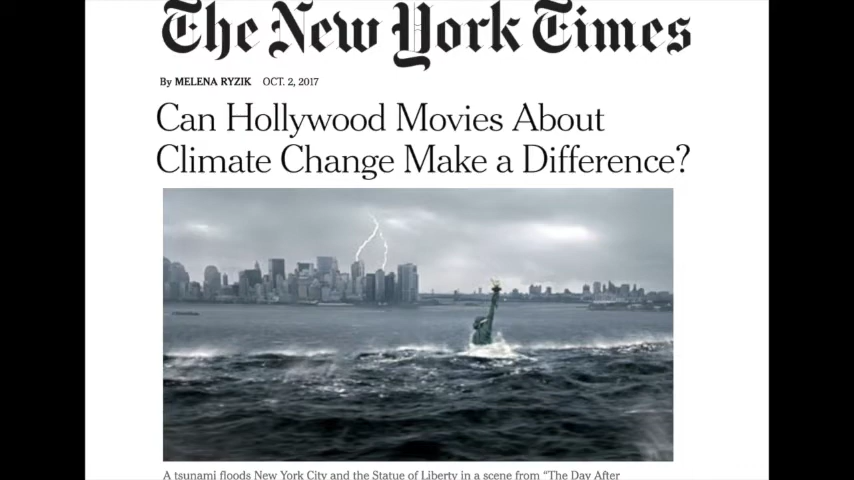 The New York Times
By MELENA RYZIK OCT. 2, 2017
Can Hollywood Movies About
Climate Change Make a Difference?
A tsunami floods New York City and the Statue of Liberty in a scene from “The Day After